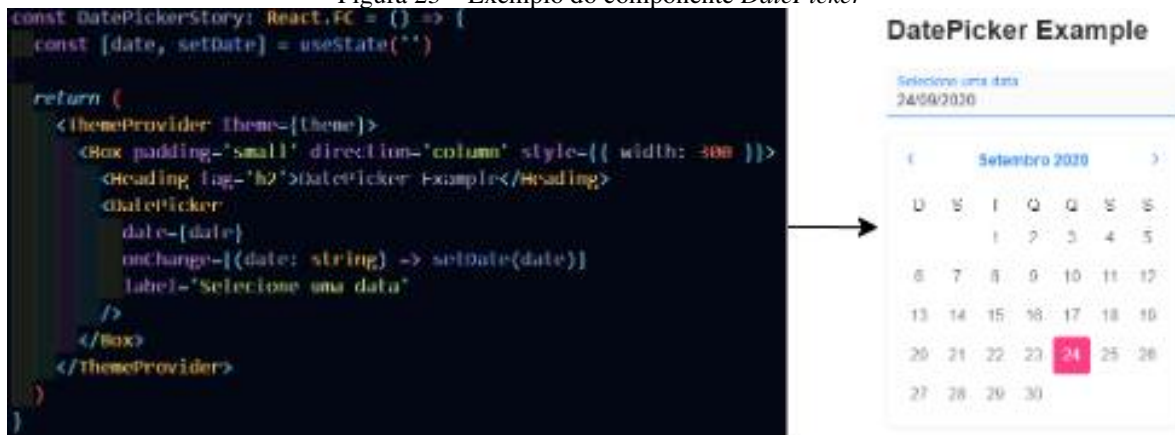 Figura 23 – Exemplo do componente DatePicker
const DatePickerStory: React.FC = () => {
const [date, setDate] = useState('')
return (
<ThemeProvider theme={theme}>
<Box padding='small' direction='column' style={{ width: 300 }}>
<Heading tag='h2'>DatePicker Example</Heading>
<DatePicker
date={date}
onChange={(date: string) => setDate(date)}
label='Selecione uma data'
/>
</Box>
</ThemeProvider>
)
}
DatePicker Example
Selecione uma data
24/09/2020
< Setembro 2020 >
D S T Q Q S S
1 2 3 4 5
6 7 8 9 10 11 12
13 14 15 16 17 18 19
20 21 22 23 24 25 26
27 28 29 30